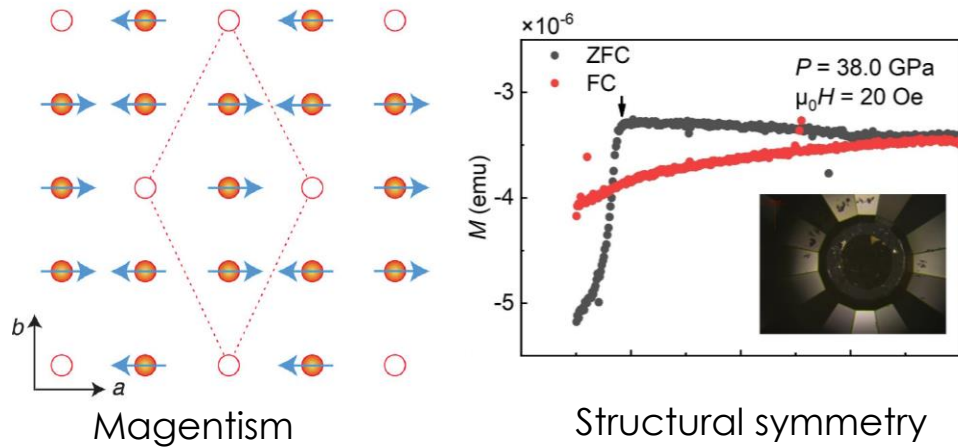 ×10⁻⁶
ZFC
FC
P = 38.0 GPa
μ₀H = 20 Oe
-3
-4
-5
M (emu)
b
a
Magentism
Structural symmetry